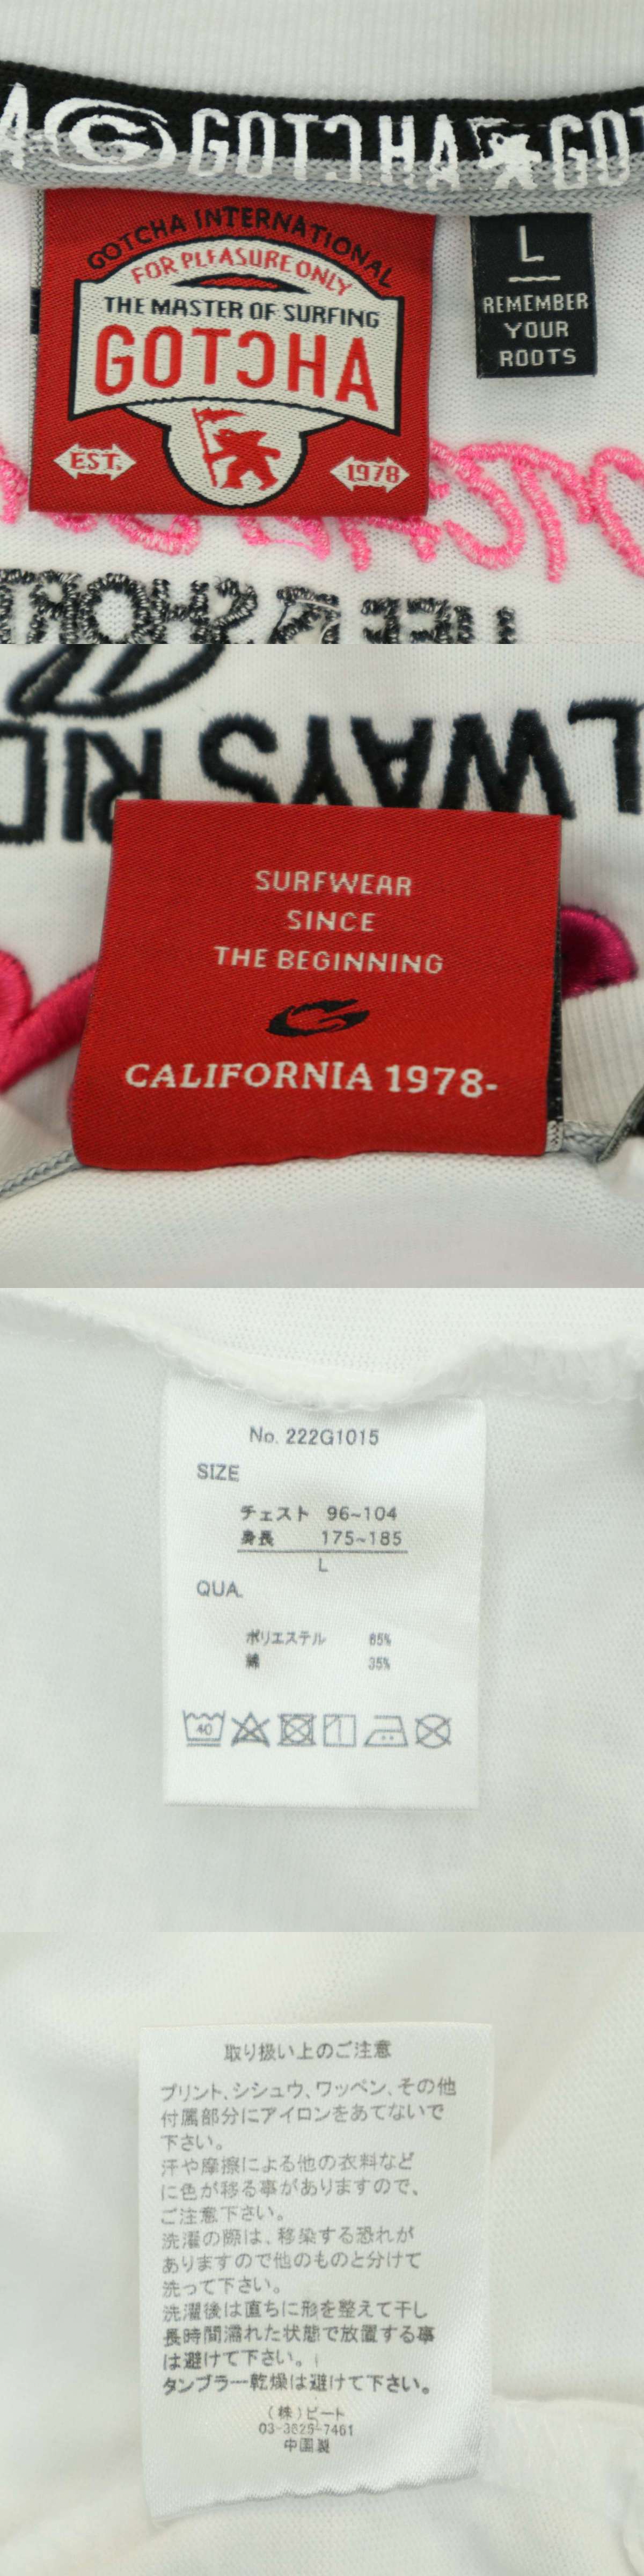 GOTCHA
GOTCHA INTERNATIONAL
FOR PLEASURE ONLY
THE MASTER OF SURFING
GOTCHA
EST.
1978
L
REMEMBER
YOUR
ROOTS
SURFWEAR
SINCE
THE BEGINNING
CALIFORNIA 1978-
No. 222G1015
SIZE
チェスト 96~104
身長 175~185
L
QUA.
ポリエステル 65%
綿 35%
40
取り扱い上のご注意
プリント、シシュウ、ワッペン、その他
付属部分にアイロンをあてないで
下さい。
汗や摩擦による他の衣料など
に色が移る事がありますので、
ご注意下さい。
洗濯の際は、移染する恐れが
ありますので他のものと分けて
洗って下さい。
洗濯後は直ちに形を整えて干し
長時間濡れた状態で放置する事
は避けて下さい。
タンブラー乾燥は避けて下さい。
(株)ビート
03-3625-7461
中国製